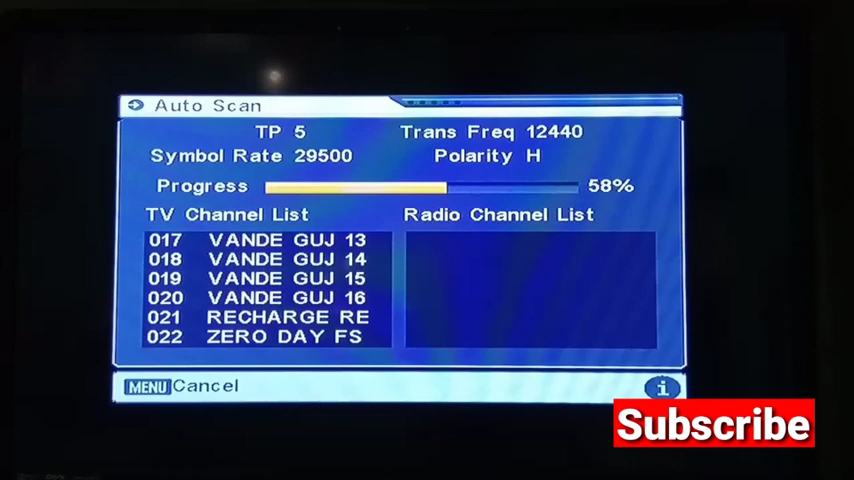 Auto Scan
TP 5 Trans Freq 12440
Symbol Rate 29500 Polarity H
Progress 58%
TV Channel List Radio Channel List
017 VANDE GUJ 13
018 VANDE GUJ 14
019 VANDE GUJ 15
020 VANDE GUJ 16
021 RECHARGE RE
022 ZERO DAY FS
MENU Cancel i
Subscribe